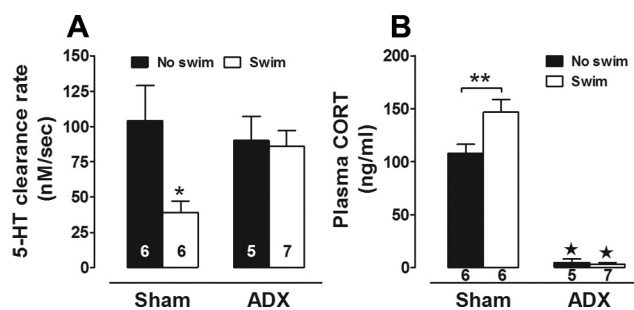 A
5-HT clearance rate
(nM/sec)
No swim
Swim
150
125
100
75
50
25
0
*
6
6
5
7
Sham
ADX
B
Plasma CORT
(ng/ml)
No swim
Swim
200
150
100
50
0
**
★
★
6
6
5
7
Sham
ADX